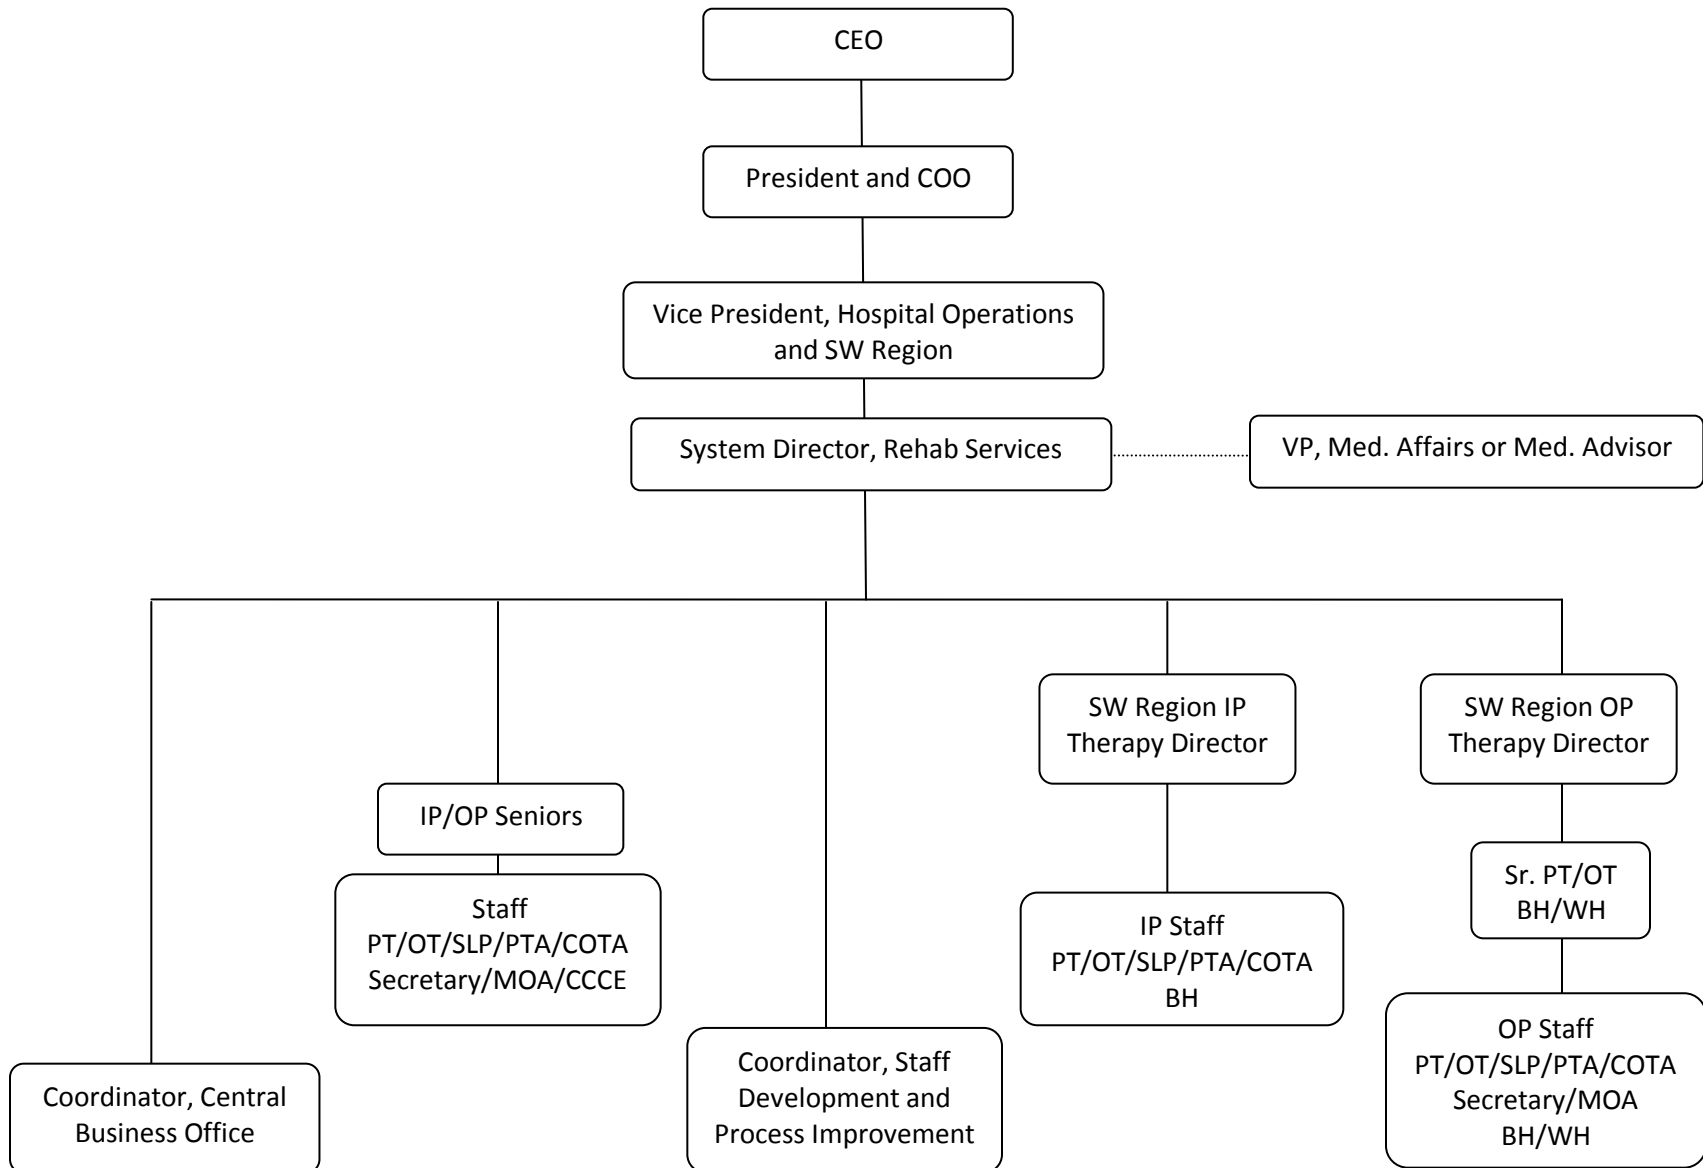 CEO
President and COO
Vice President, Hospital Operations
and SW Region
System Director, Rehab Services
VP, Med. Affairs or Med. Advisor
SW Region IP
Therapy Director
SW Region OP
Therapy Director
IP/OP Seniors
Sr. PT/OT
BH/WH
Staff
PT/OT/SLP/PTA/COTA
Secretary/MOA/CCCE
IP Staff
PT/OT/SLP/PTA/COTA
BH
OP Staff
PT/OT/SLP/PTA/COTA
Secretary/MOA
BH/WH
Coordinator, Central
Business Office
Coordinator, Staff
Development and
Process Improvement